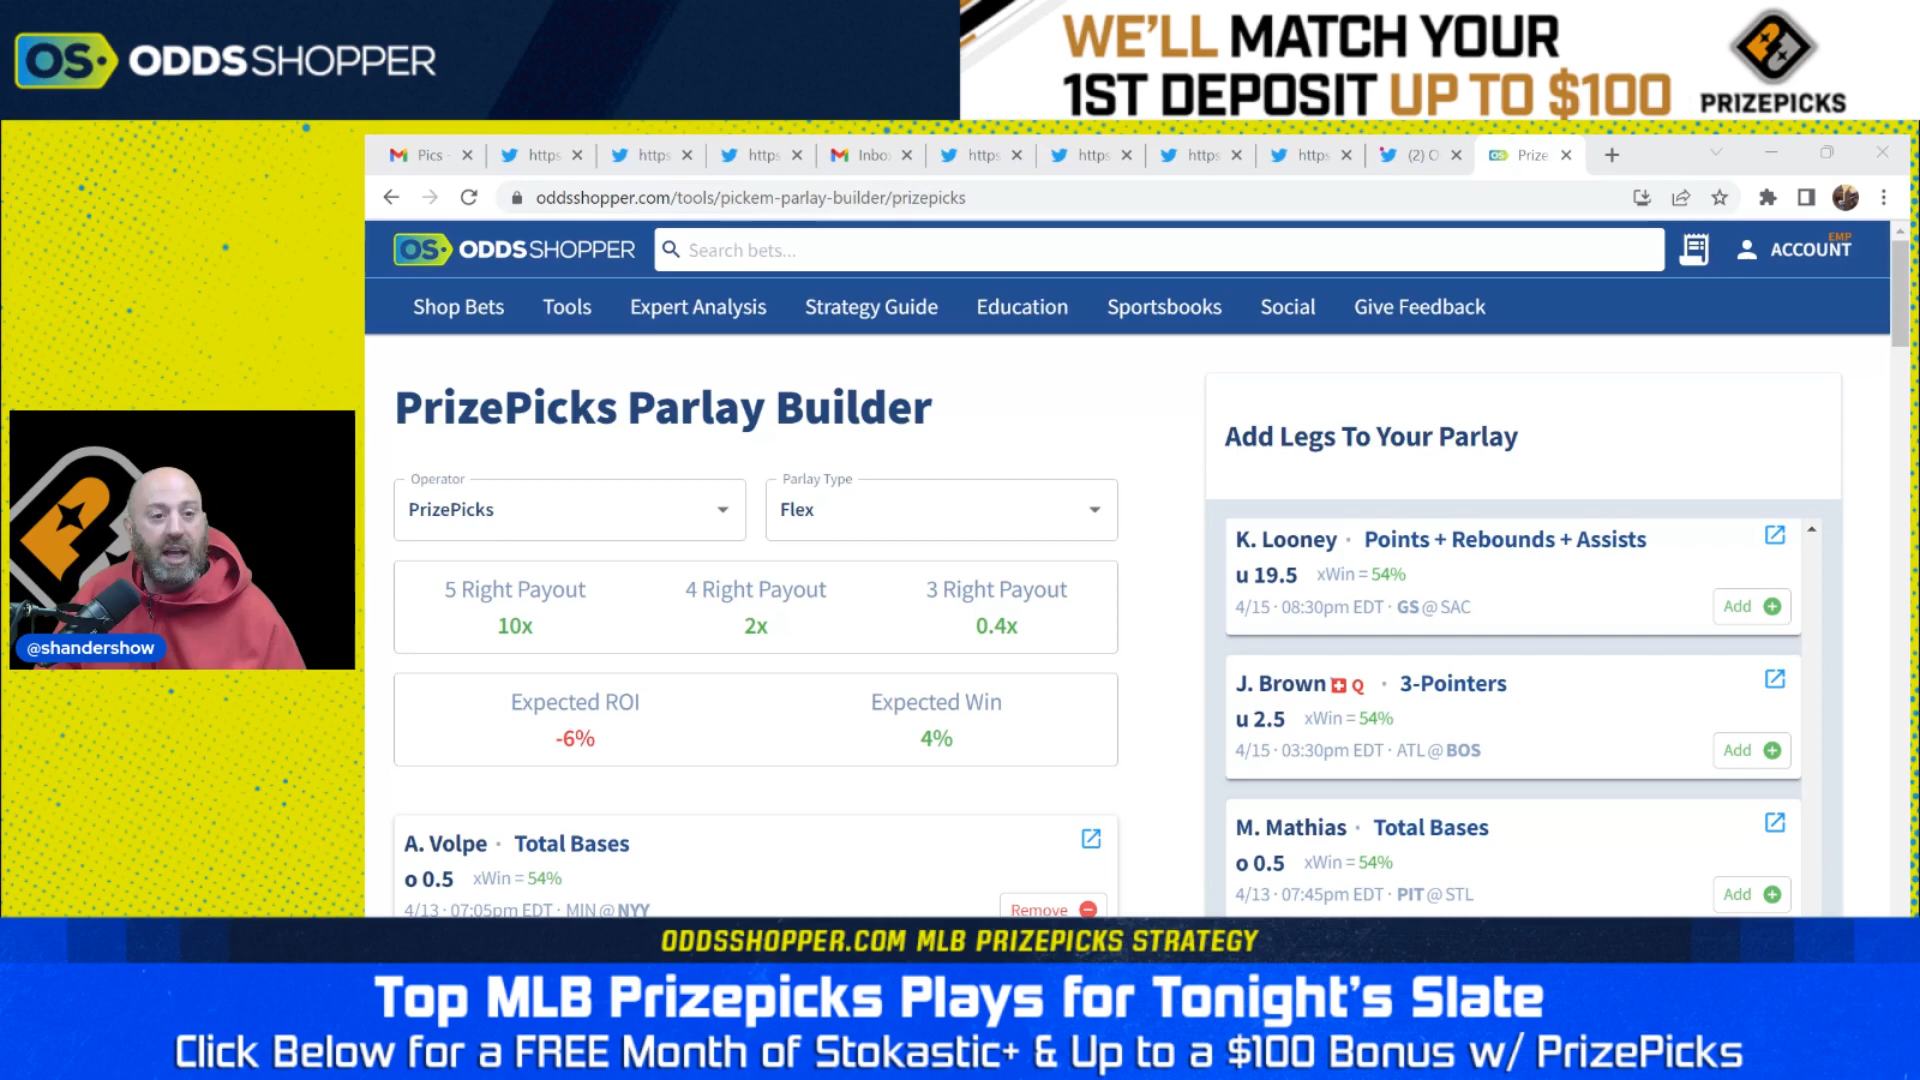 OS ODDSSHOPPER
WE'LL MATCH YOUR
1ST DEPOSIT UP TO $100
PRIZEPICKS
Pics -
https
https
https
Inbo
https
https
https
https
(2) O
Prize
oddsshopper.com/tools/pickem-parlay-builder/prizepicks
OS ODDSSHOPPER
Search bets...
EMP
ACCOUNT
Shop Bets Tools Expert Analysis Strategy Guide Education Sportsbooks Social Give Feedback
PrizePicks Parlay Builder
Operator
PrizePicks
Parlay Type
Flex
5 Right Payout 4 Right Payout 3 Right Payout
10x 2x 0.4x
Expected ROI Expected Win
-6% 4%
A. Volpe · Total Bases
o 0.5 xWin = 54%
4/13 · 07:05pm EDT · MIN @ NYY
Remove
Add Legs To Your Parlay
K. Looney · Points + Rebounds + Assists
u 19.5 xWin = 54%
4/15 · 08:30pm EDT · GS @ SAC
Add
J. Brown Q · 3-Pointers
u 2.5 xWin = 54%
4/15 · 03:30pm EDT · ATL @ BOS
Add
M. Mathias · Total Bases
o 0.5 xWin = 54%
4/13 · 07:45pm EDT · PIT @ STL
Add
@shandershow
ODDSSHOPPER.COM MLB PRIZEPICKS STRATEGY
Top MLB Prizepicks Plays for Tonight's Slate
Click Below for a FREE Month of Stokastic+ & Up to a $100 Bonus w/ PrizePicks